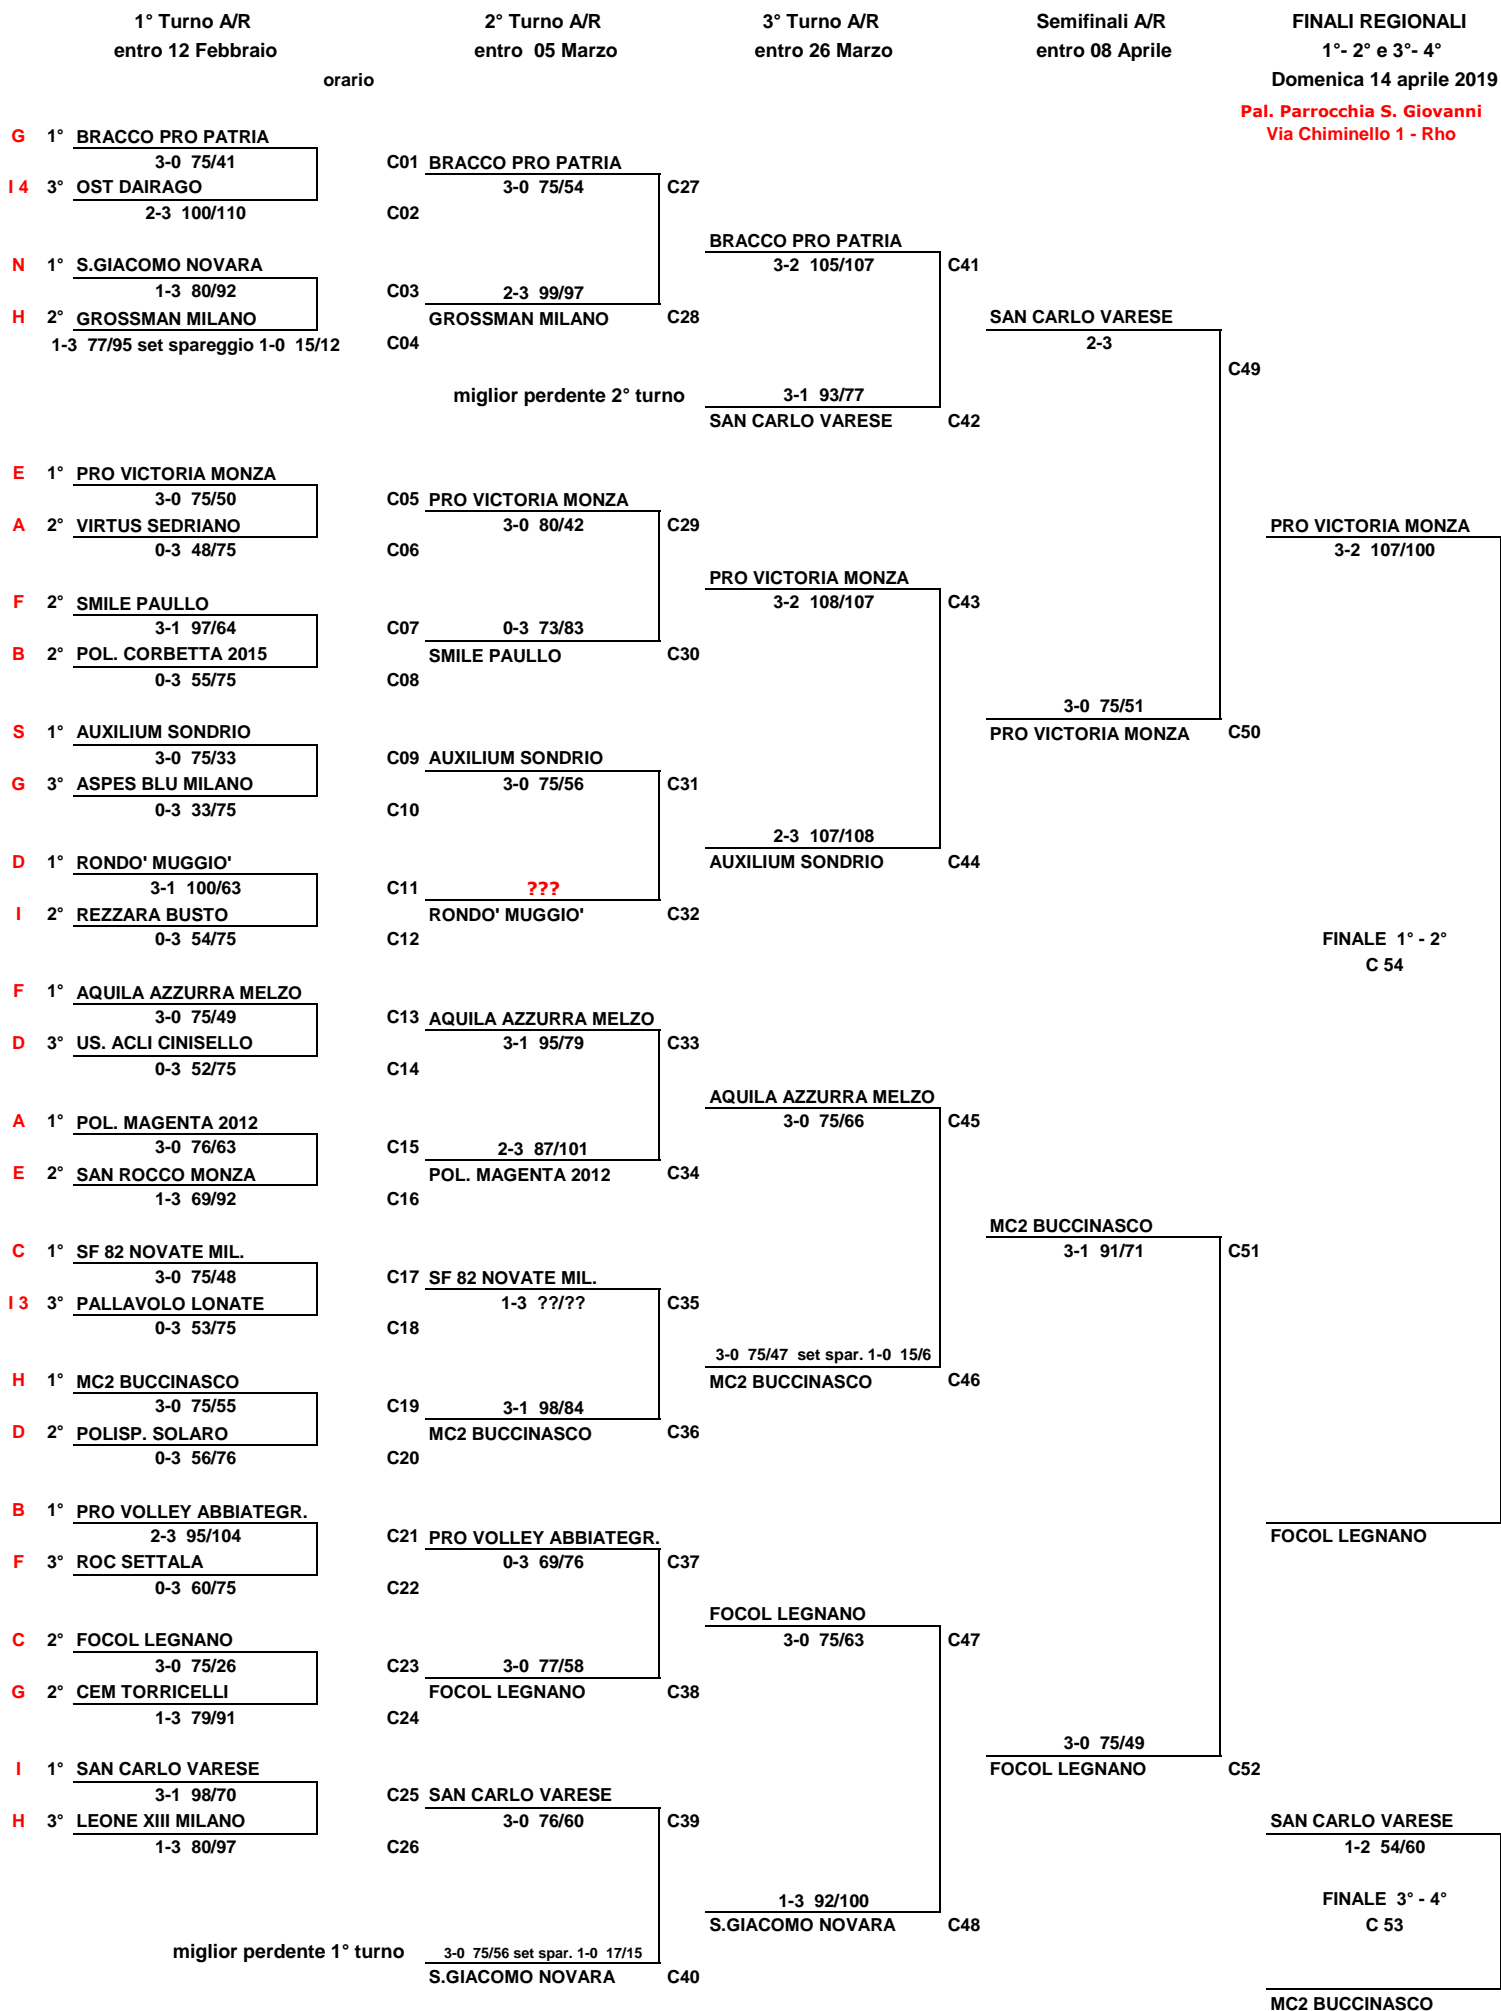 1° Turno A/R 2° Turno A/R 3° Turno A/R Semifinali A/R FINALI REGIONALI
entro 12 Febbraio entro 05 Marzo entro 26 Marzo entro 08 Aprile 1°- 2° e 3°- 4°
orario Domenica 14 aprile 2019
Pal. Parrocchia S. Giovanni
G 1° BRACCO PRO PATRIA Via Chiminello 1 - Rho
3-0 75/41 C01 BRACCO PRO PATRIA
I 4 3° OST DAIRAGO 3-0 75/54 C27
2-3 100/110 C02
BRACCO PRO PATRIA
N 1° S.GIACOMO NOVARA 3-2 105/107 C41
1-3 80/92 C03 2-3 99/97
H 2° GROSSMAN MILANO GROSSMAN MILANO C28 SAN CARLO VARESE
1-3 77/95 set spareggio 1-0 15/12 C04 2-3
C49
miglior perdente 2° turno 3-1 93/77
SAN CARLO VARESE C42
E 1° PRO VICTORIA MONZA
3-0 75/50 C05 PRO VICTORIA MONZA
A 2° VIRTUS SEDRIANO 3-0 80/42 C29 PRO VICTORIA MONZA
0-3 48/75 C06 3-2 107/100
PRO VICTORIA MONZA
F 2° SMILE PAULLO 3-2 108/107 C43
3-1 97/64 C07 0-3 73/83
B 2° POL. CORBETTA 2015 SMILE PAULLO C30
0-3 55/75 C08
3-0 75/51
S 1° AUXILIUM SONDRIO PRO VICTORIA MONZA C50
3-0 75/33 C09 AUXILIUM SONDRIO
G 3° ASPES BLU MILANO 3-0 75/56 C31
0-3 33/75 C10
2-3 107/108
D 1° RONDO' MUGGIO' AUXILIUM SONDRIO C44
3-1 100/63 C11 ???
I 2° REZZARA BUSTO RONDO' MUGGIO' C32
0-3 54/75 C12 FINALE 1° - 2°
C 54
F 1° AQUILA AZZURRA MELZO
3-0 75/49 C13 AQUILA AZZURRA MELZO
D 3° US. ACLI CINISELLO 3-1 95/79 C33
0-3 52/75 C14
AQUILA AZZURRA MELZO
A 1° POL. MAGENTA 2012 3-0 75/66 C45
3-0 76/63 C15 2-3 87/101
E 2° SAN ROCCO MONZA POL. MAGENTA 2012 C34
1-3 69/92 C16
MC2 BUCCINASCO
C 1° SF 82 NOVATE MIL. 3-1 91/71 C51
3-0 75/48 C17 SF 82 NOVATE MIL.
I 3 3° PALLAVOLO LONATE 1-3 ??/?? C35
0-3 53/75 C18
3-0 75/47 set spar. 1-0 15/6
H 1° MC2 BUCCINASCO MC2 BUCCINASCO C46
3-0 75/55 C19 3-1 98/84
D 2° POLISP. SOLARO MC2 BUCCINASCO C36
0-3 56/76 C20
B 1° PRO VOLLEY ABBIATEGR.
2-3 95/104 C21 PRO VOLLEY ABBIATEGR. FOCOL LEGNANO
F 3° ROC SETTALA 0-3 69/76 C37
0-3 60/75 C22
FOCOL LEGNANO
C 2° FOCOL LEGNANO 3-0 75/63 C47
3-0 75/26 C23 3-0 77/58
G 2° CEM TORRICELLI FOCOL LEGNANO C38
1-3 79/91 C24
3-0 75/49
I 1° SAN CARLO VARESE FOCOL LEGNANO C52
3-1 98/70 C25 SAN CARLO VARESE
H 3° LEONE XIII MILANO 3-0 76/60 C39 SAN CARLO VARESE
1-3 80/97 C26 1-2 54/60
1-3 92/100 FINALE 3° - 4°
S.GIACOMO NOVARA C48 C 53
miglior perdente 1° turno 3-0 75/56 set spar. 1-0 17/15
S.GIACOMO NOVARA C40
MC2 BUCCINASCO